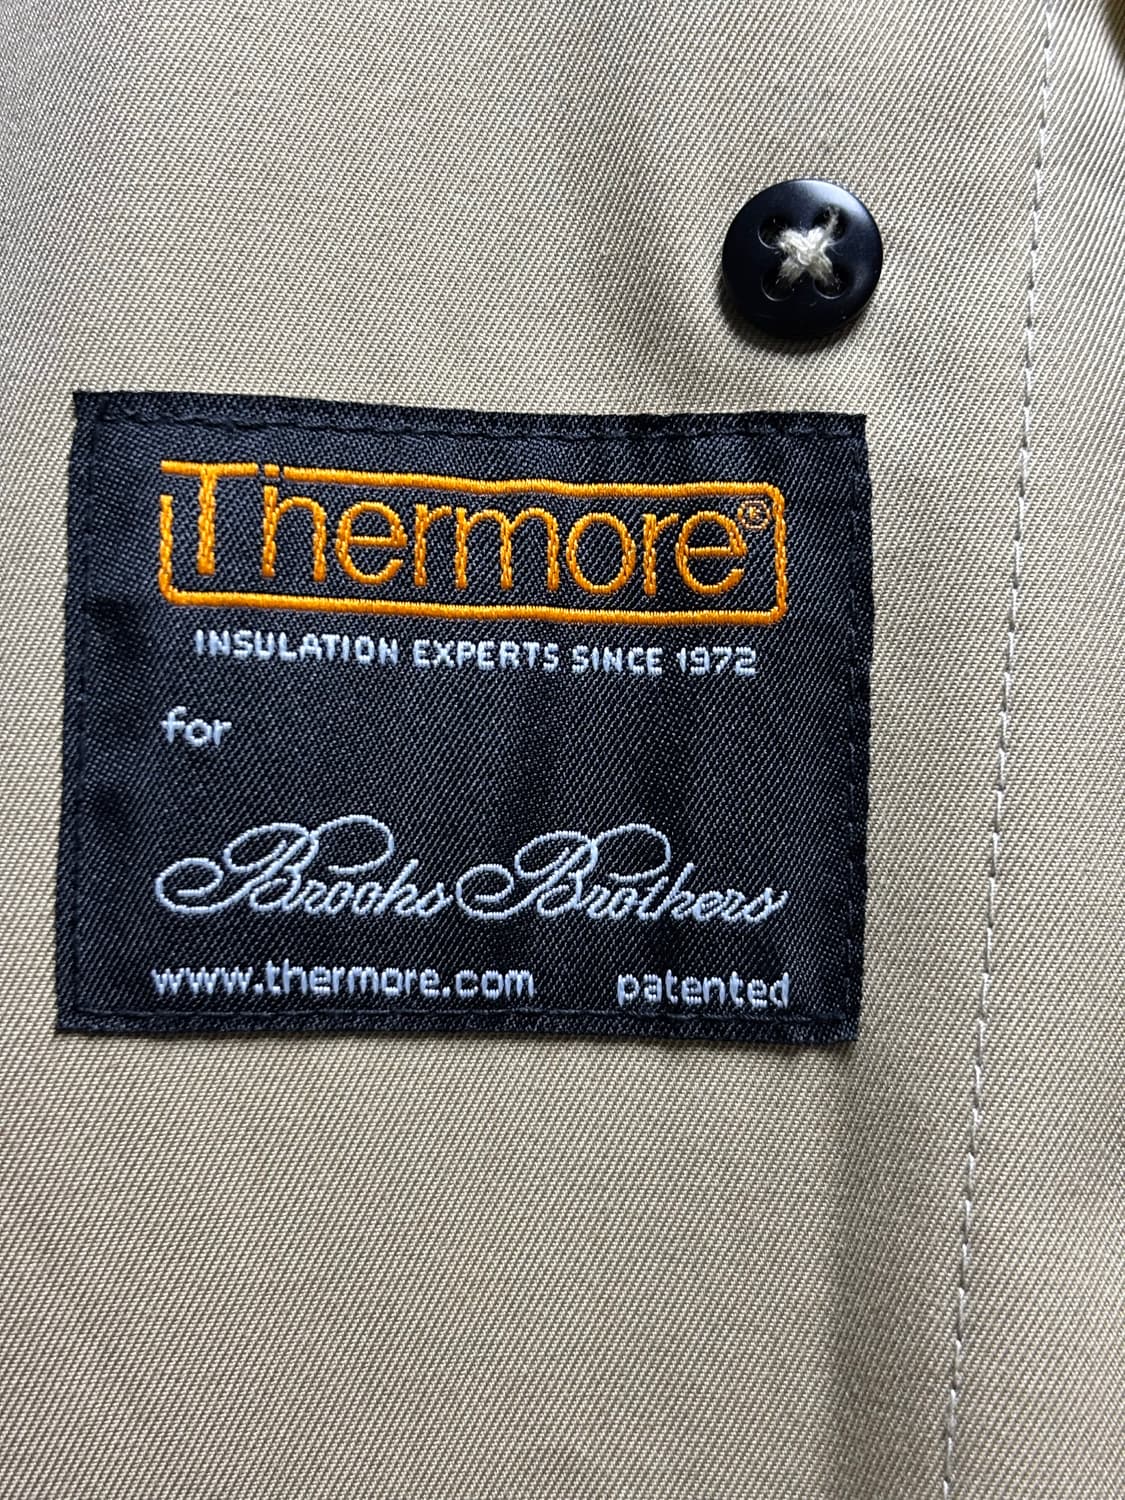 Thermore®
INSULATION EXPERTS SINCE 1972
for
Brooks Brothers
www.thermore.com patented